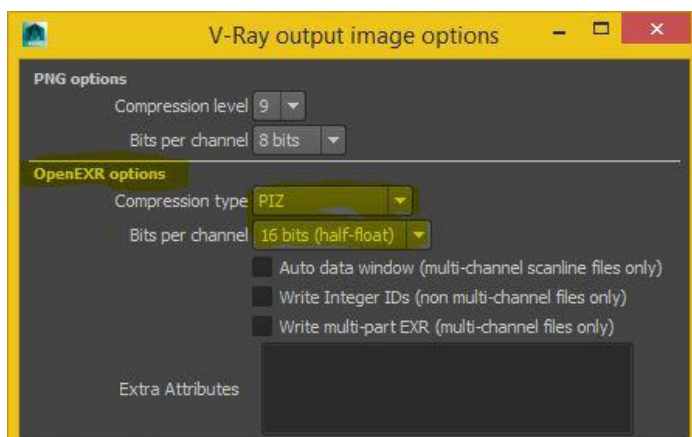 V-Ray output image options
PNG options
Compression level 9
Bits per channel 8 bits
OpenEXR options
Compression type PIZ
Bits per channel 16 bits (half-float)
Auto data window (multi-channel scanline files only)
Write Integer IDs (non multi-channel files only)
Write multi-part EXR (multi-channel files only)
Extra Attributes